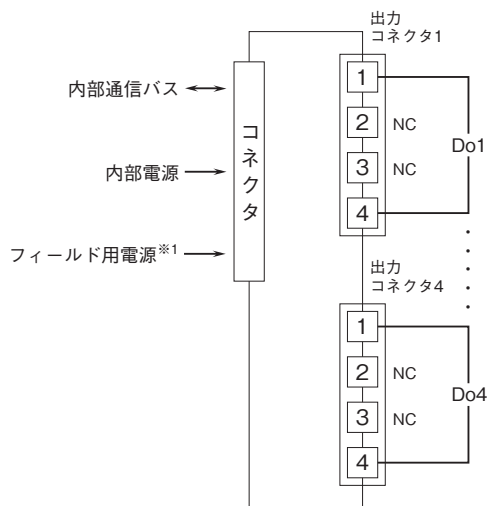 出力
コネクタ1
内部通信バス
内部電源
フィールド用電源※1
コネクタ
1
2 NC
3 NC
4
Do1
出力
コネクタ4
1
2 NC
3 NC
4
Do4